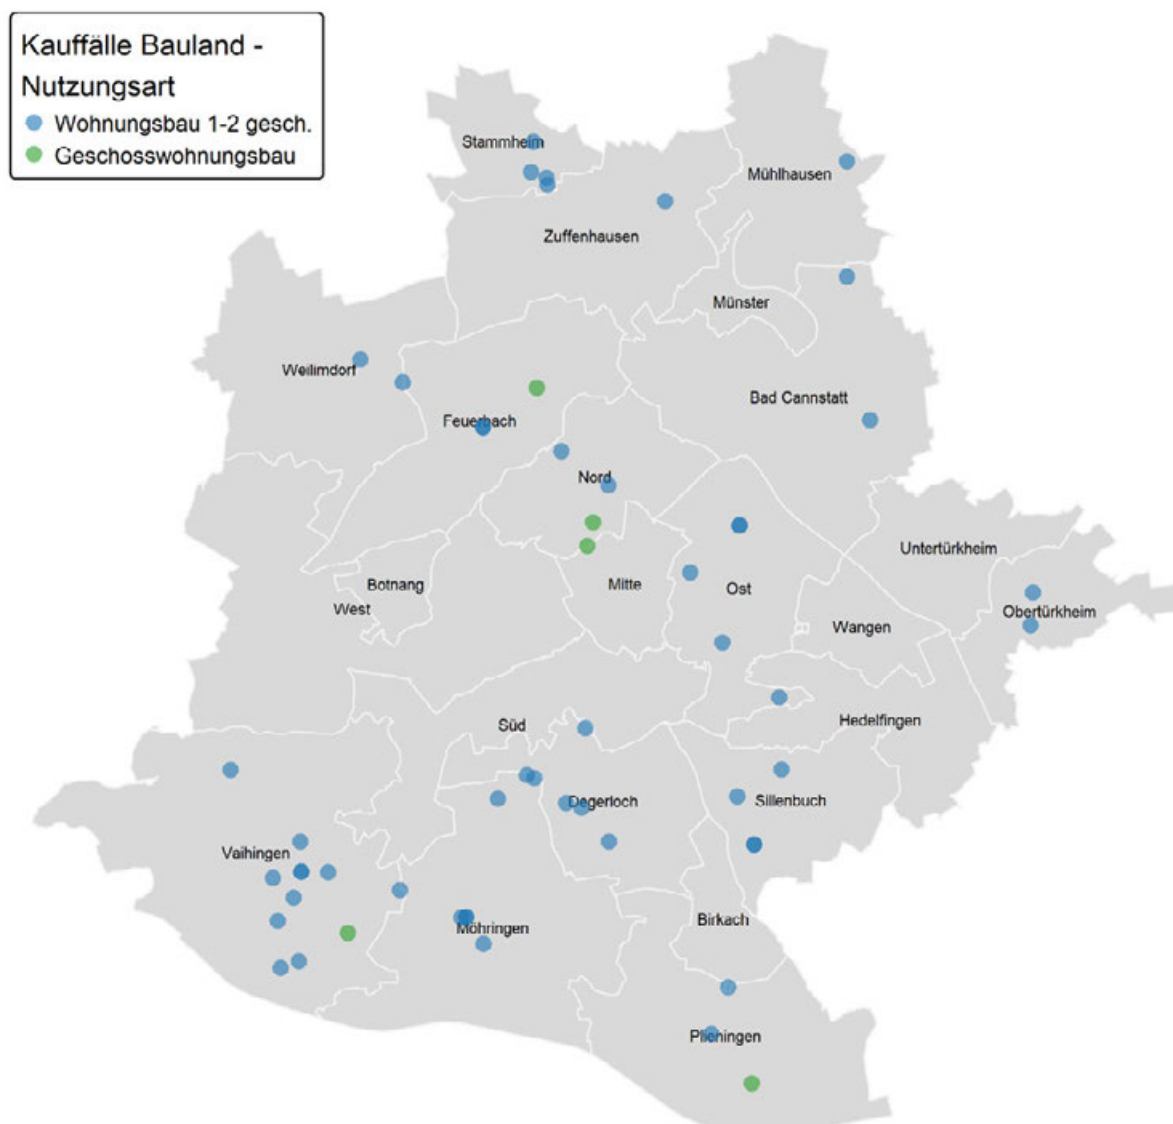 Kauffälle Bauland -
Nutzungsart
Wohnungsbau 1-2 gesch.
Geschosswohnungsbau
Stammheim
Mühlhausen
Zuffenhausen
Münster
Weilimdorf
Bad Cannstatt
Feuerbach
Nord
Untertürkheim
Botnang
Mitte
Ost
West
Obertürkheim
Wangen
Süd
Hedelfingen
Degerloch
Sillenbuch
Vaihingen
Birkach
Möhringen
Plieningen